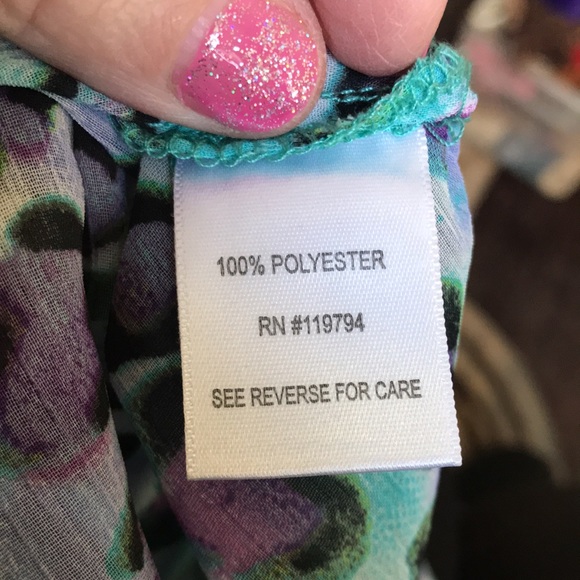 100% POLYESTER
RN #119794
SEE REVERSE FOR CARE